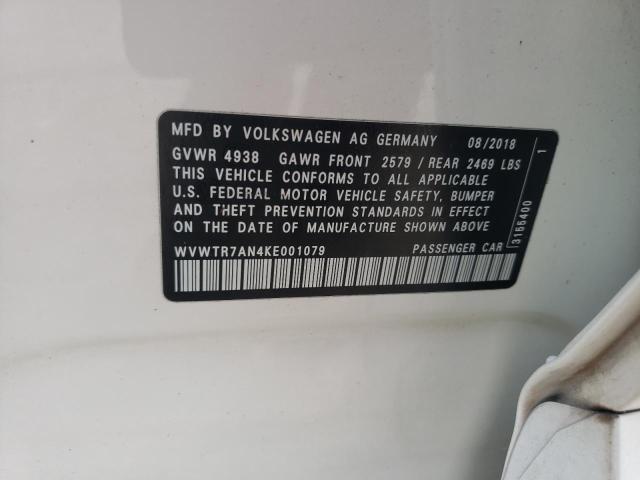 MFD BY VOLKSWAGEN AG GERMANY 08/2018
GVWR 4938 GAWR FRONT 2579 / REAR 2469 LBS
THIS VEHICLE CONFORMS TO ALL APPLICABLE
U.S. FEDERAL MOTOR VEHICLE SAFETY, BUMPER
AND THEFT PREVENTION STANDARDS IN EFFECT
ON THE DATE OF MANUFACTURE SHOWN ABOVE
WVWTR7AN4KE001079 PASSENGER CAR
3156400 1